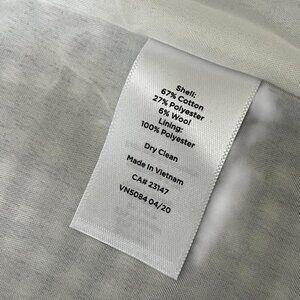 Shell:
67% Cotton
27% Polyester
6% Wool
Lining:
100% Polyester
Dry Clean
Made in Vietnam
CA# 23147
VN5084 04/20